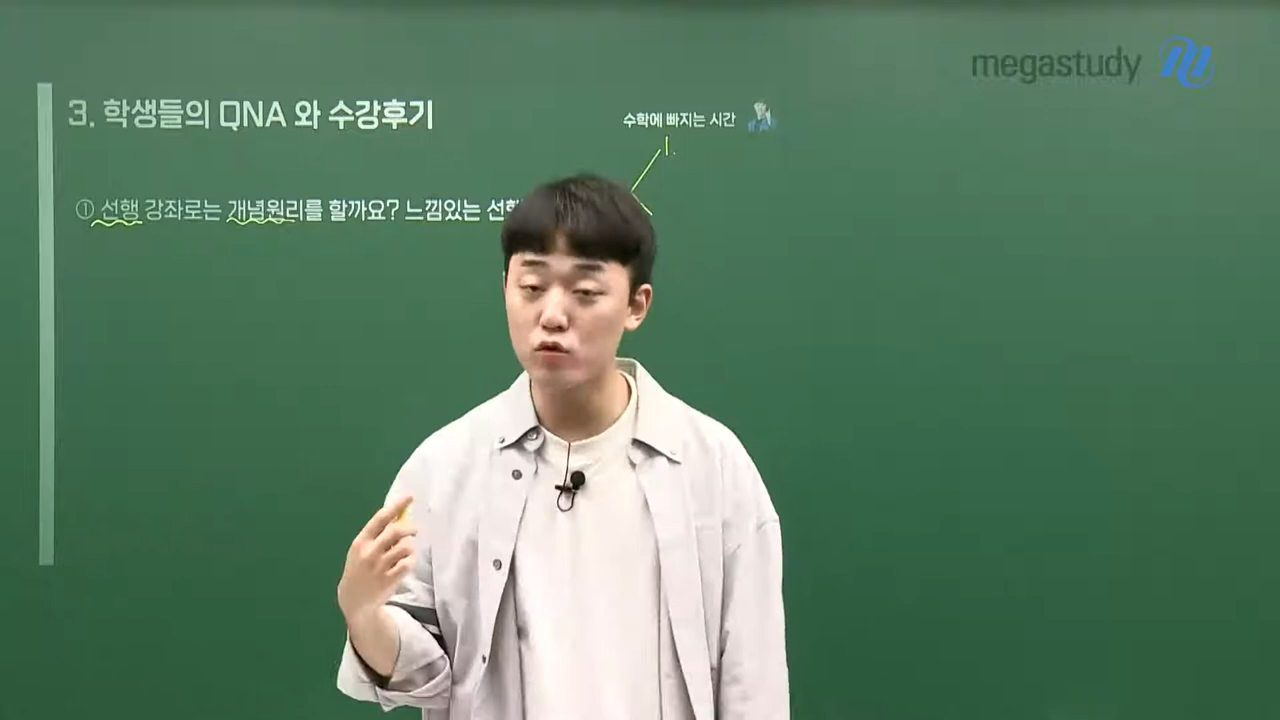 megastudy
3. 학생들의 QNA 와 수강후기
수학에 빠지는 시간
1.
① 선행 강좌로는 개념원리를 할까요? 느낌있는